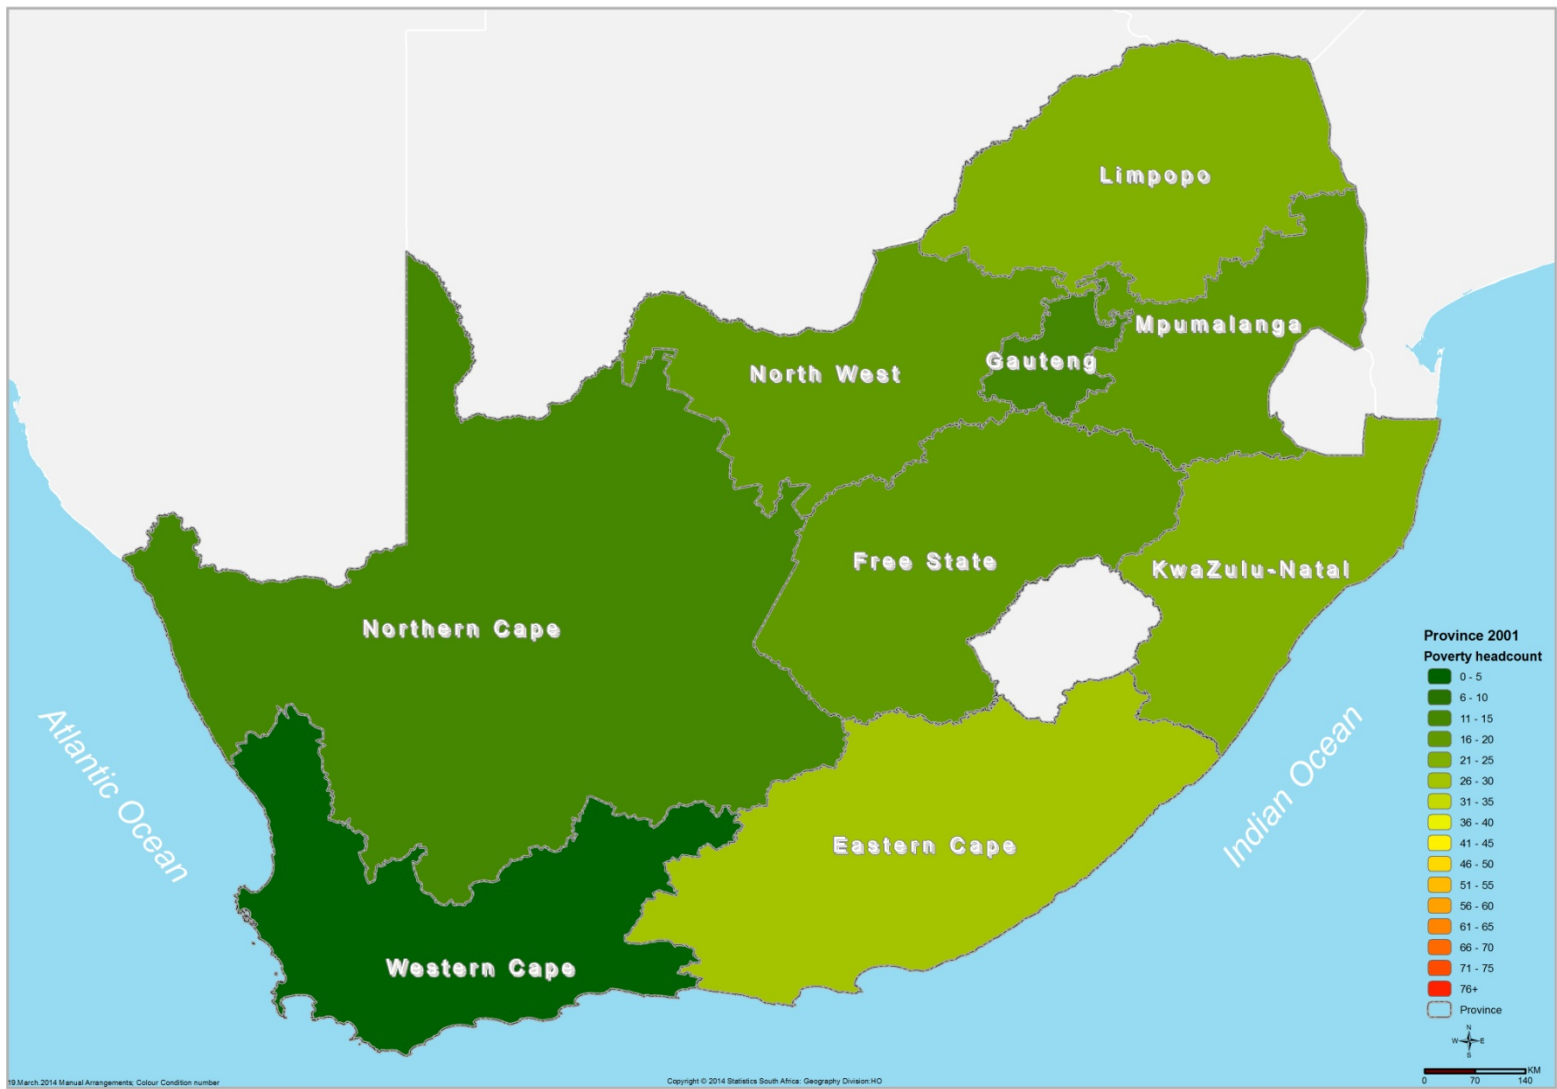 Limpopo
Mpumalanga
Gauteng
North West
Free State
KwaZulu-Natal
Northern Cape
Eastern Cape
Western Cape
Atlantic Ocean
Indian Ocean
Province 2001
Poverty headcount
0 - 5
6 - 10
11 - 15
16 - 20
21 - 25
26 - 30
31 - 35
36 - 40
41 - 45
46 - 50
51 - 55
56 - 60
61 - 65
66 - 70
71 - 75
76+
Province
N
W E
S
KM
0 70 140
19.March.2014 Manual Arrangements; Colour Condition number
Copyright © 2014 Statistics South Africa: Geography Division:HO